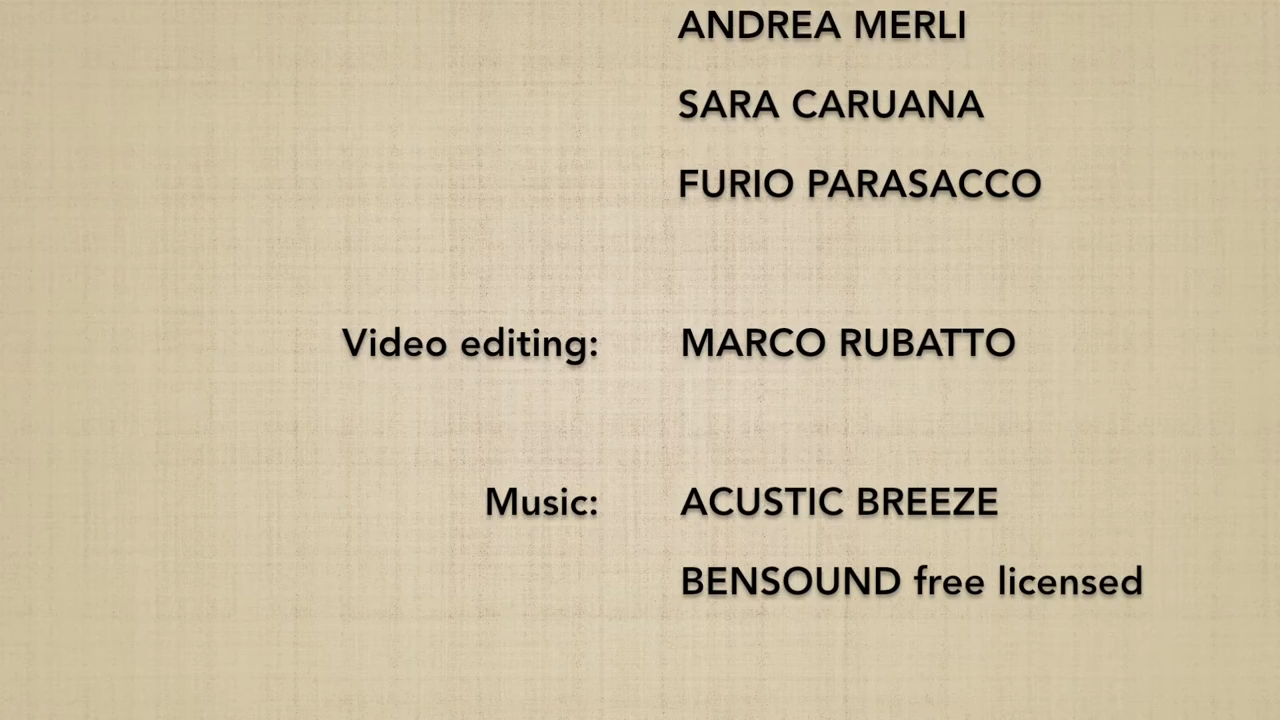 ANDREA MERLI
SARA CARUANA
FURIO PARASACCO
Video editing: MARCO RUBATTO
Music: ACUSTIC BREEZE
BENSOUND free licensed